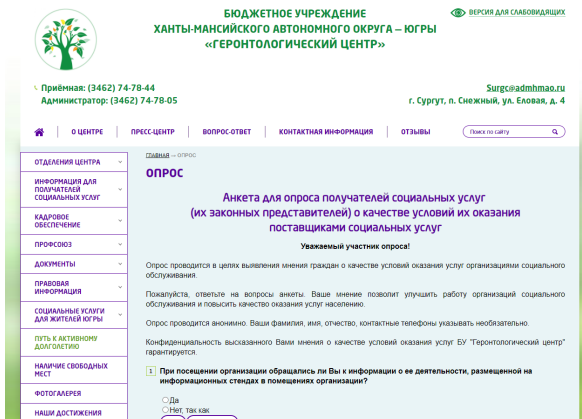 БЮДЖЕТНОЕ УЧРЕЖДЕНИЕ
ХАНТЫ-МАНСИЙСКОГО АВТОНОМНОГО ОКРУГА – ЮГРЫ
«ГЕРОНТОЛОГИЧЕСКИЙ ЦЕНТР»
ВЕРСИЯ ДЛЯ СЛАБОВИДЯЩИХ
Приёмная: (3462) 74-78-44
Администратор: (3462) 74-78-05
Surgc@admhmao.ru
г. Сургут, п. Снежный, ул. Еловая, д. 4
О ЦЕНТРЕ
ПРЕСС-ЦЕНТР
ВОПРОС-ОТВЕТ
КОНТАКТНАЯ ИНФОРМАЦИЯ
ОТЗЫВЫ
Поиск по сайту
ОТДЕЛЕНИЯ ЦЕНТРА
ИНФОРМАЦИЯ ДЛЯ
ПОЛУЧАТЕЛЕЙ
СОЦИАЛЬНЫХ УСЛУГ
КАДРОВОЕ
ОБЕСПЕЧЕНИЕ
ПРОФСОЮЗ
ДОКУМЕНТЫ
ПРАВОВАЯ
ИНФОРМАЦИЯ
СОЦИАЛЬНЫЕ УСЛУГИ
ДЛЯ ЖИТЕЛЕЙ ЮГРЫ
ПУТЬ К АКТИВНОМУ
ДОЛГОЛЕТИЮ
НАЛИЧИЕ СВОБОДНЫХ
МЕСТ
ФОТОГАЛЕРЕЯ
НАШИ ДОСТИЖЕНИЯ
ГЛАВНАЯ — ОПРОС
ОПРОС
Анкета для опроса получателей социальных услуг
(их законных представителей) о качестве условий их оказания
поставщиками социальных услуг
Уважаемый участник опроса!
Опрос проводится в целях выявления мнения граждан о качестве условий оказания услуг организациями социального
обслуживания.
Пожалуйста, ответьте на вопросы анкеты. Ваше мнение позволит улучшить работу организаций социального
обслуживания и повысить качество оказания услуг населению.
Опрос проводится анонимно. Ваши фамилия, имя, отчество, контактные телефоны указывать необязательно.
Конфиденциальность высказанного Вами мнения о качестве условий оказания услуг БУ "Геронтологический центр"
гарантируется.
1 При посещении организации обращались ли Вы к информации о ее деятельности, размещенной на
информационных стендах в помещениях организации?
Да
Нет, так как